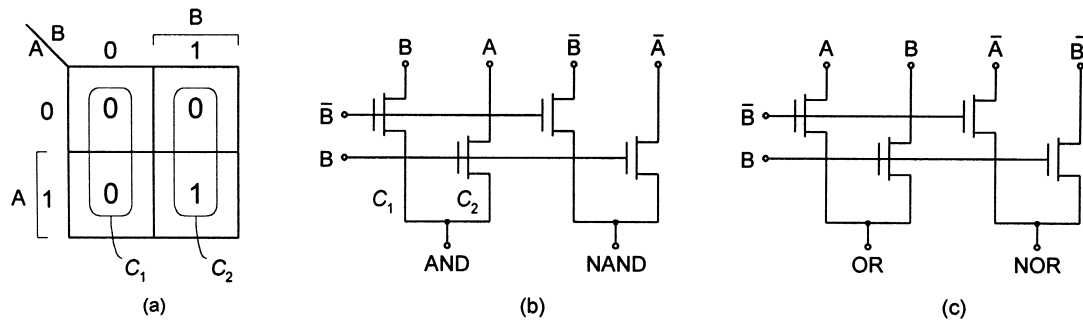 B
A B 0 1
0 0 0
A 1 0 1
C₁ C₂
(a)
B A B̅ A̅
B̅
B
C₁ C₂
AND NAND
(b)
A B A̅ B̅
B̅
B
OR NOR
(c)